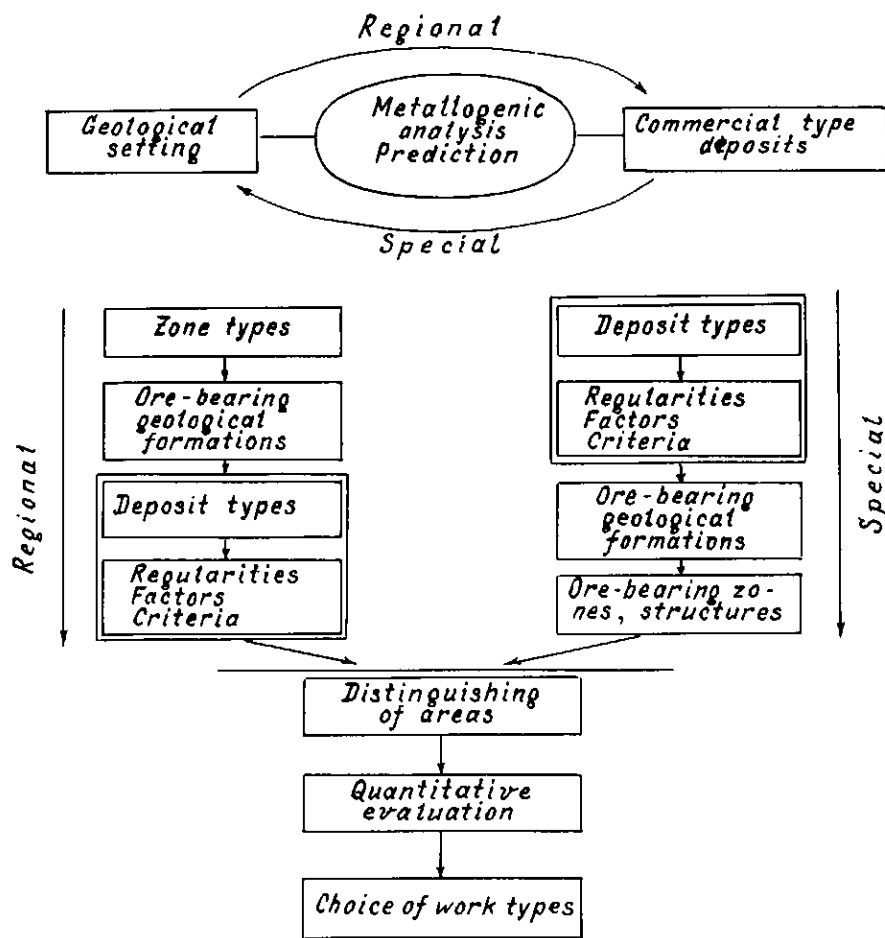 Regional
Geological
setting
Metallogenic
analysis
Prediction
Commercial type
deposits
Special
Regional
Zone types
Ore-bearing
geological
formations
Deposit types
Regularities
Factors
Criteria
Deposit types
Regularities
Factors
Criteria
Ore-bearing
geological
formations
Ore-bearing zo-
nes, structures
Special
Distinguishing
of areas
Quantitative
evaluation
Choice of work types